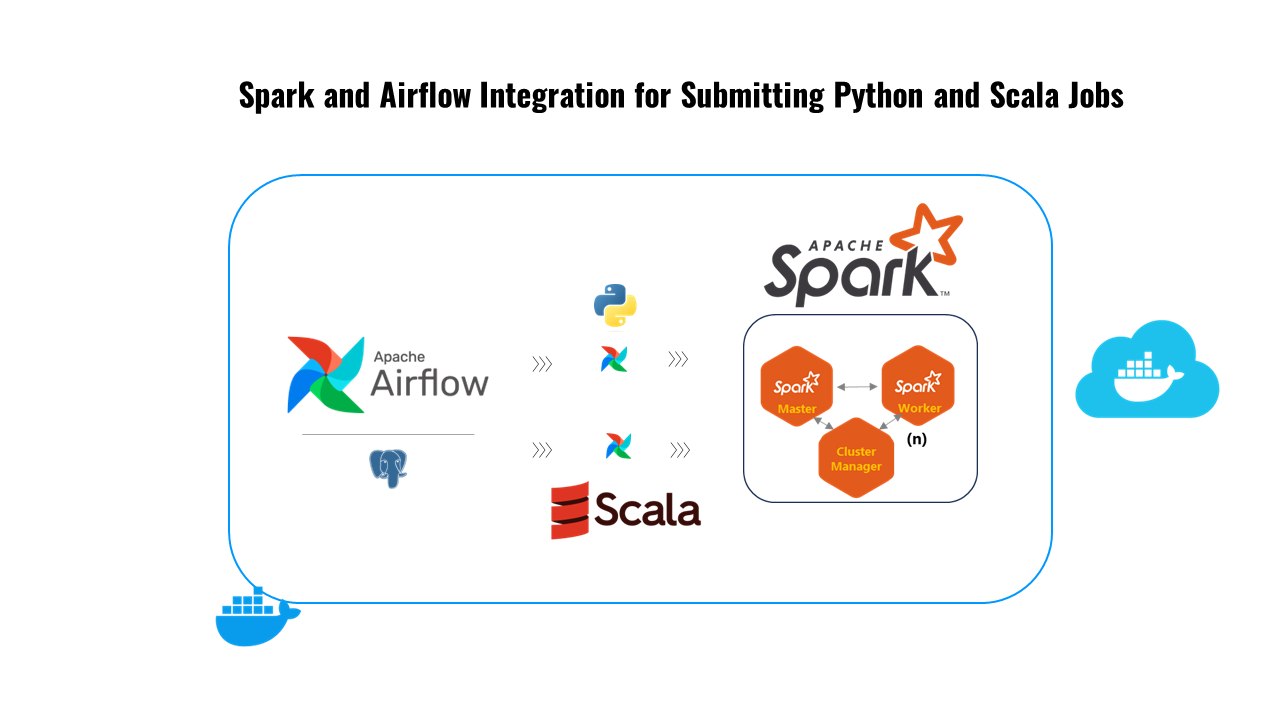 Spark and Airflow Integration for Submitting Python and Scala Jobs
APACHE
Spark™
Apache
Airflow
Spark
Master
Spark
Worker
(n)
Cluster
Manager
Scala